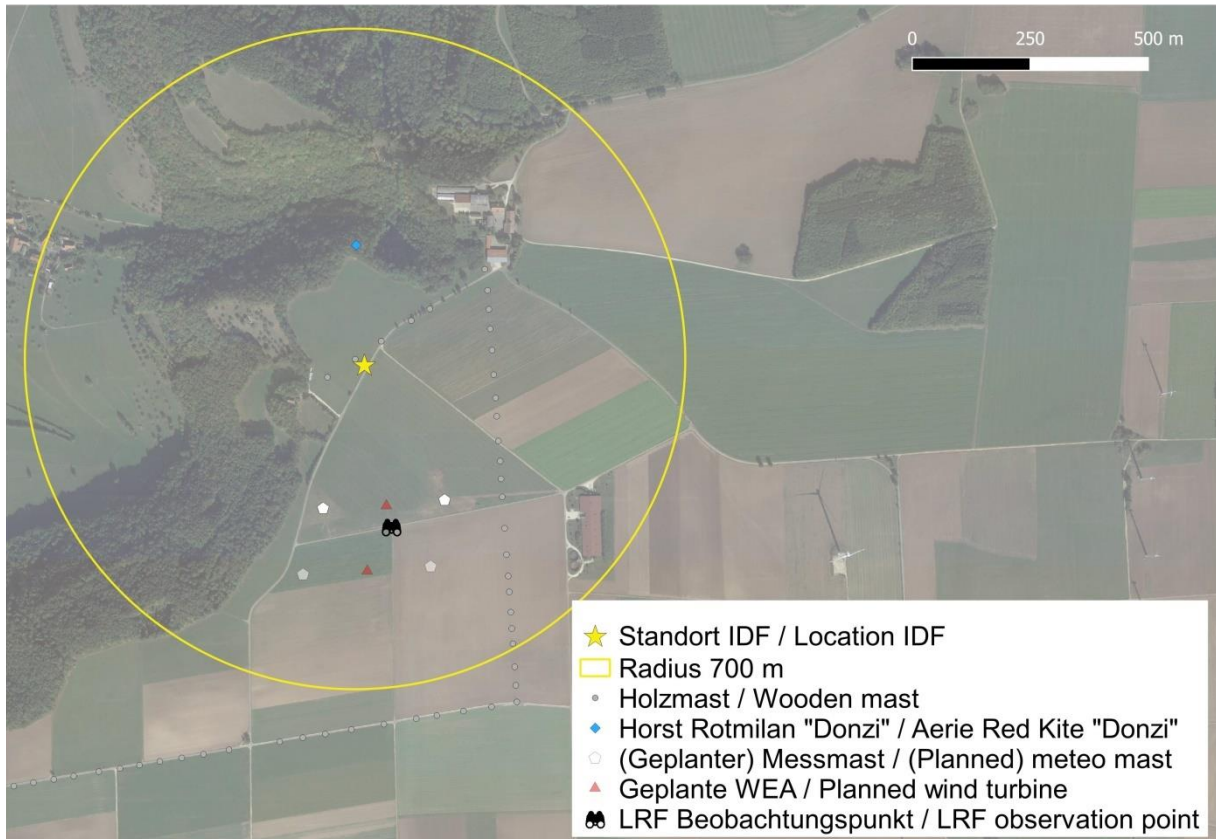 0 250 500 m
Standort IDF / Location IDF
Radius 700 m
Holzmast / Wooden mast
Horst Rotmilan "Donzi" / Aerie Red Kite "Donzi"
(Geplanter) Messmast / (Planned) meteo mast
Geplante WEA / Planned wind turbine
LRF Beobachtungspunkt / LRF observation point